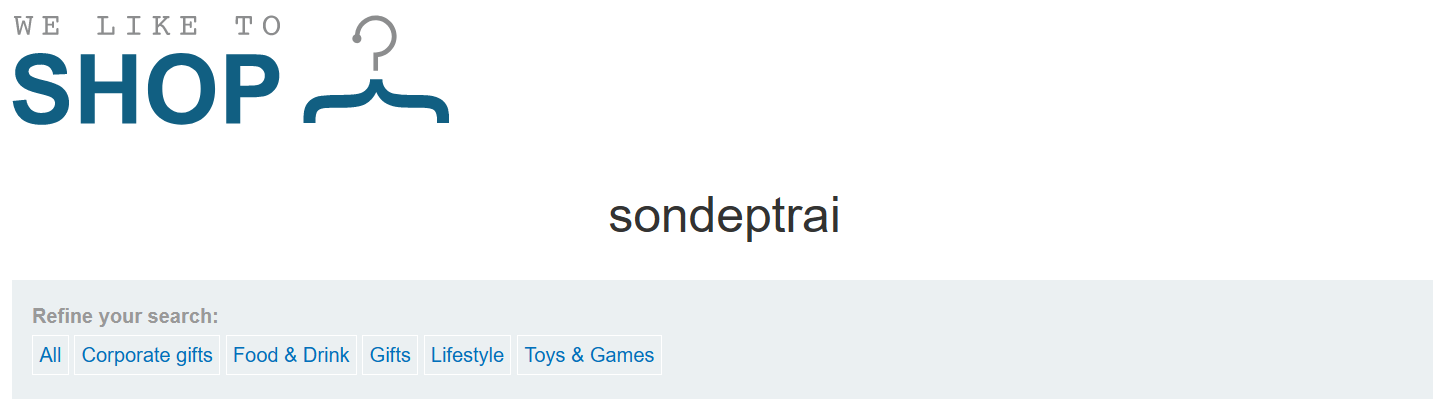 WE LIKE TO
SHOP
sondeptrai
Refine your search:
All Corporate gifts Food & Drink Gifts Lifestyle Toys & Games